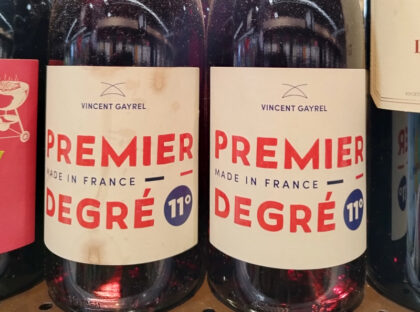 VINCENT GAYREL
PREMIER
MADE IN FRANCE
DEGRÉ 11°
VINCENT GAYREL
PREMIER
MADE IN FRANCE
DEGRÉ 11°